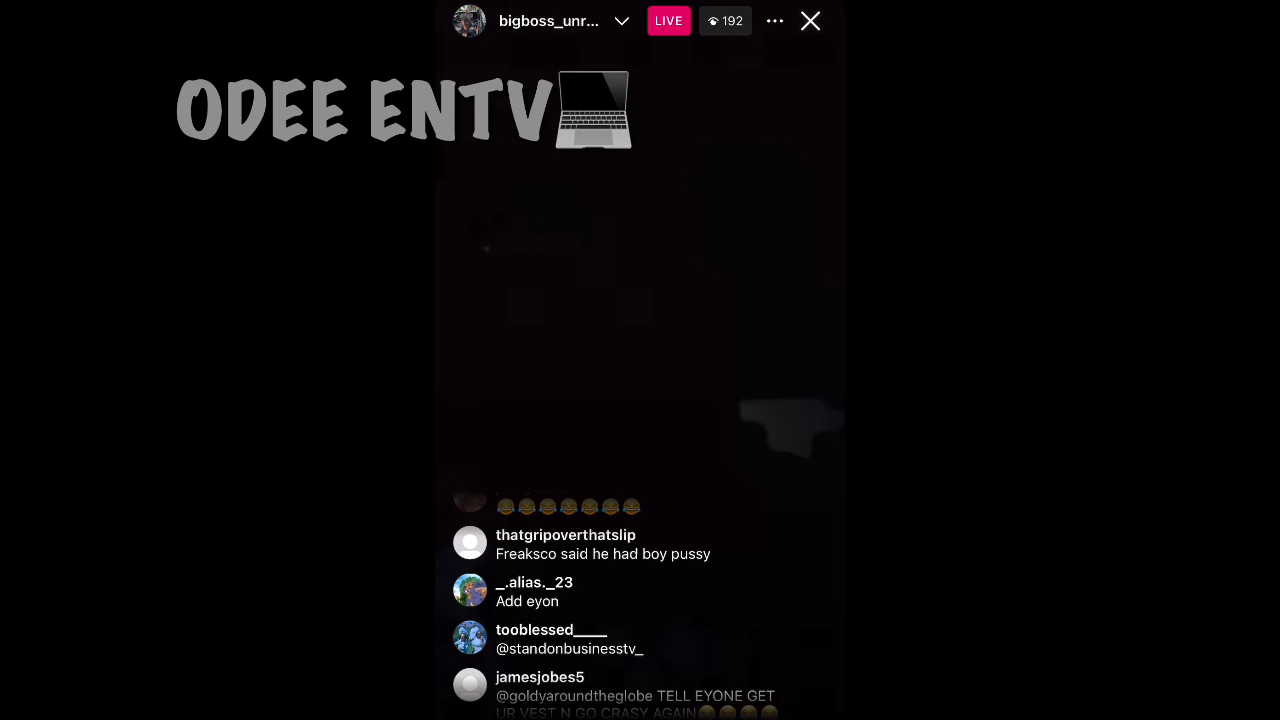 bigboss_unr...
LIVE
192
ODEE ENTV
😂😂😂😂😂😂😂
thatgripoverthatslip
Freaksco said he had boy pussy
_.alias._23
Add eyon
tooblessed____
@standonbusinesstv_
jamesjobes5
@goldyaroundtheglobe TELL EYONE GET
UR VEST N GO CRASY AGAIN